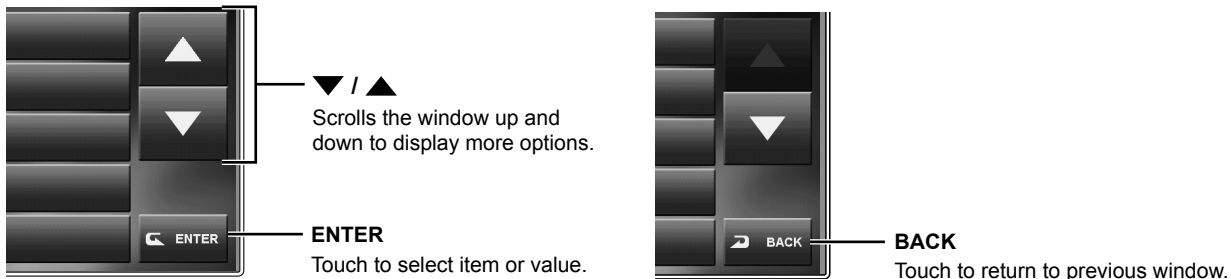 ▼ / ▲
Scrolls the window up and
down to display more options.
ENTER
ENTER
Touch to select item or value.
BACK
BACK
Touch to return to previous window.